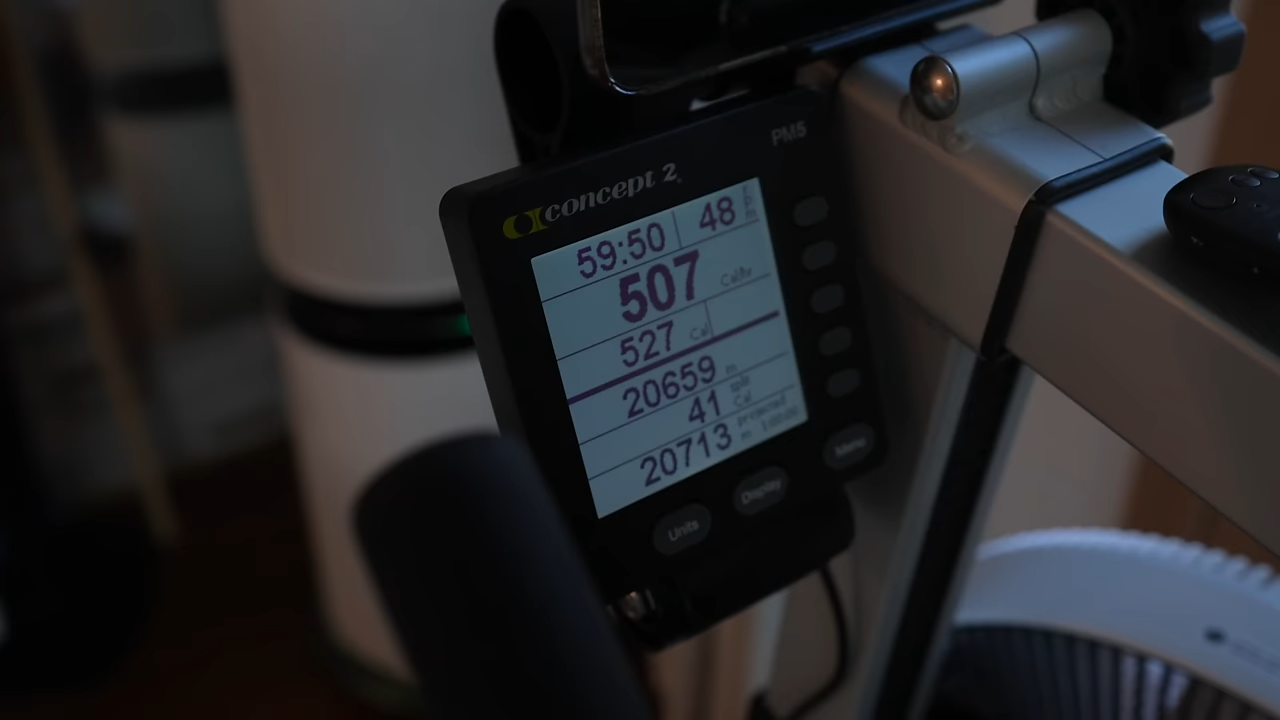 PM5
concept 2
59:50 48
507 Cal/hr
527 Cal
20659 m
41 split Cal
20713 projected m
Units Display Menu